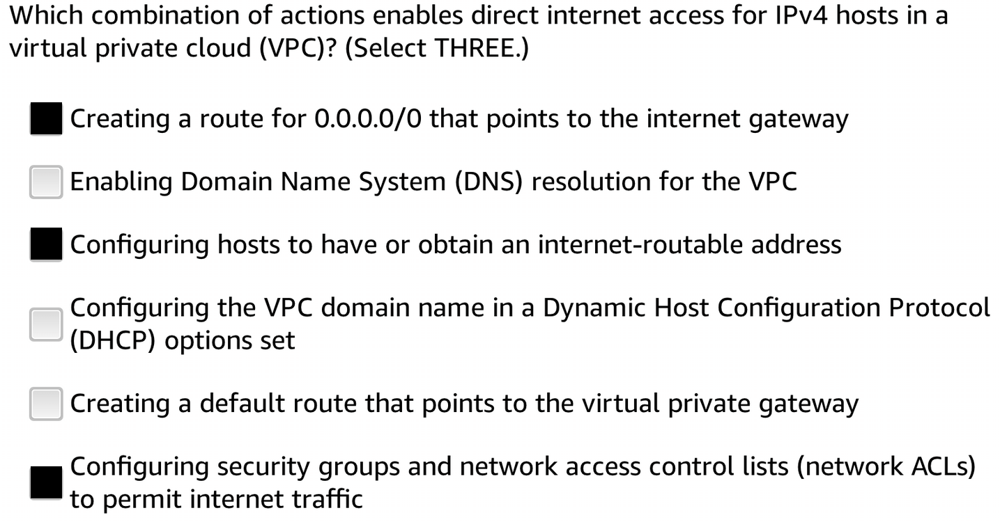 Which combination of actions enables direct internet access for IPv4 hosts in a
virtual private cloud (VPC)? (Select THREE.)
Creating a route for 0.0.0.0/0 that points to the internet gateway
Enabling Domain Name System (DNS) resolution for the VPC
Configuring hosts to have or obtain an internet-routable address
Configuring the VPC domain name in a Dynamic Host Configuration Protocol
(DHCP) options set
Creating a default route that points to the virtual private gateway
Configuring security groups and network access control lists (network ACLs)
to permit internet traffic